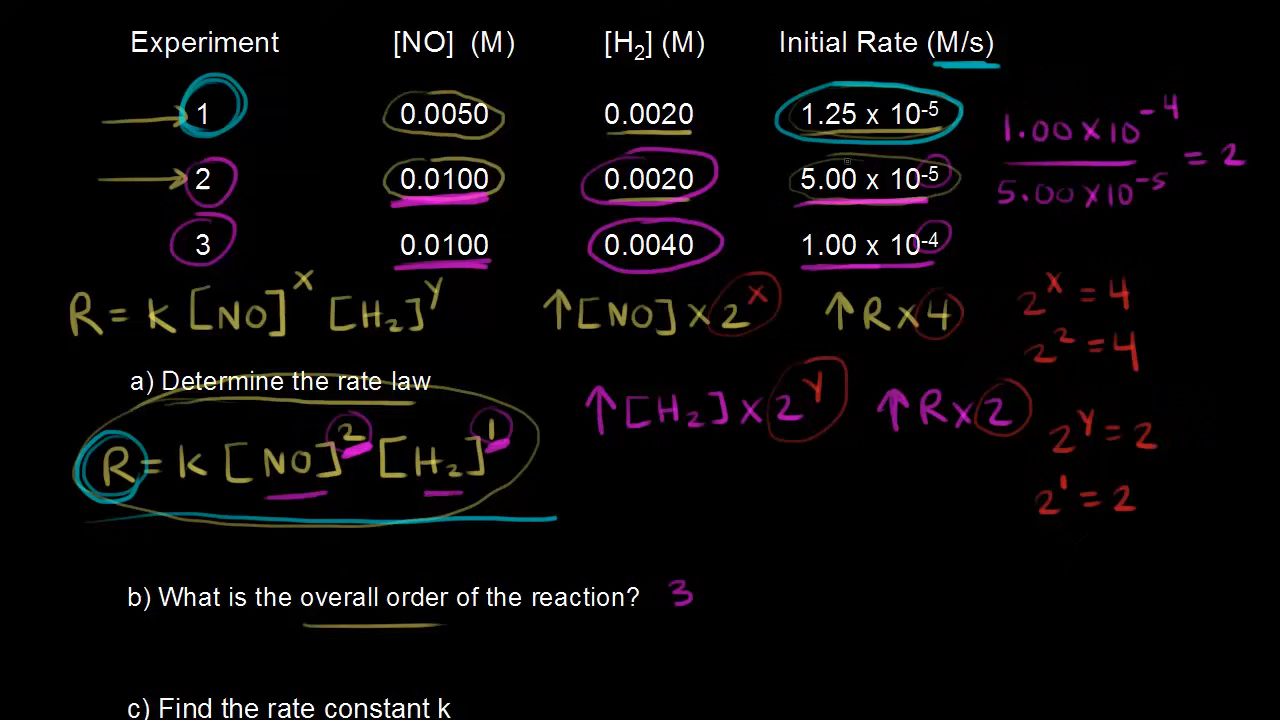 Experiment [NO] (M) [H₂] (M) Initial Rate (M/s)
1 0.0050 0.0020 1.25 x 10⁻⁵
2 0.0100 0.0020 5.00 x 10⁻⁵
3 0.0100 0.0040 1.00 x 10⁻⁴
1.00 x 10⁻⁴
5.00 x 10⁻⁵
= 2
R = K [NO]ˣ [H₂]ʸ
↑ [NO] x 2ˣ ↑ R x 4
2ˣ = 4
2² = 4
a) Determine the rate law
↑ [H₂] x 2ʸ ↑ R x 2
2ʸ = 2
2¹ = 2
R = K [NO]² [H₂]¹
b) What is the overall order of the reaction? 3
c) Find the rate constant k